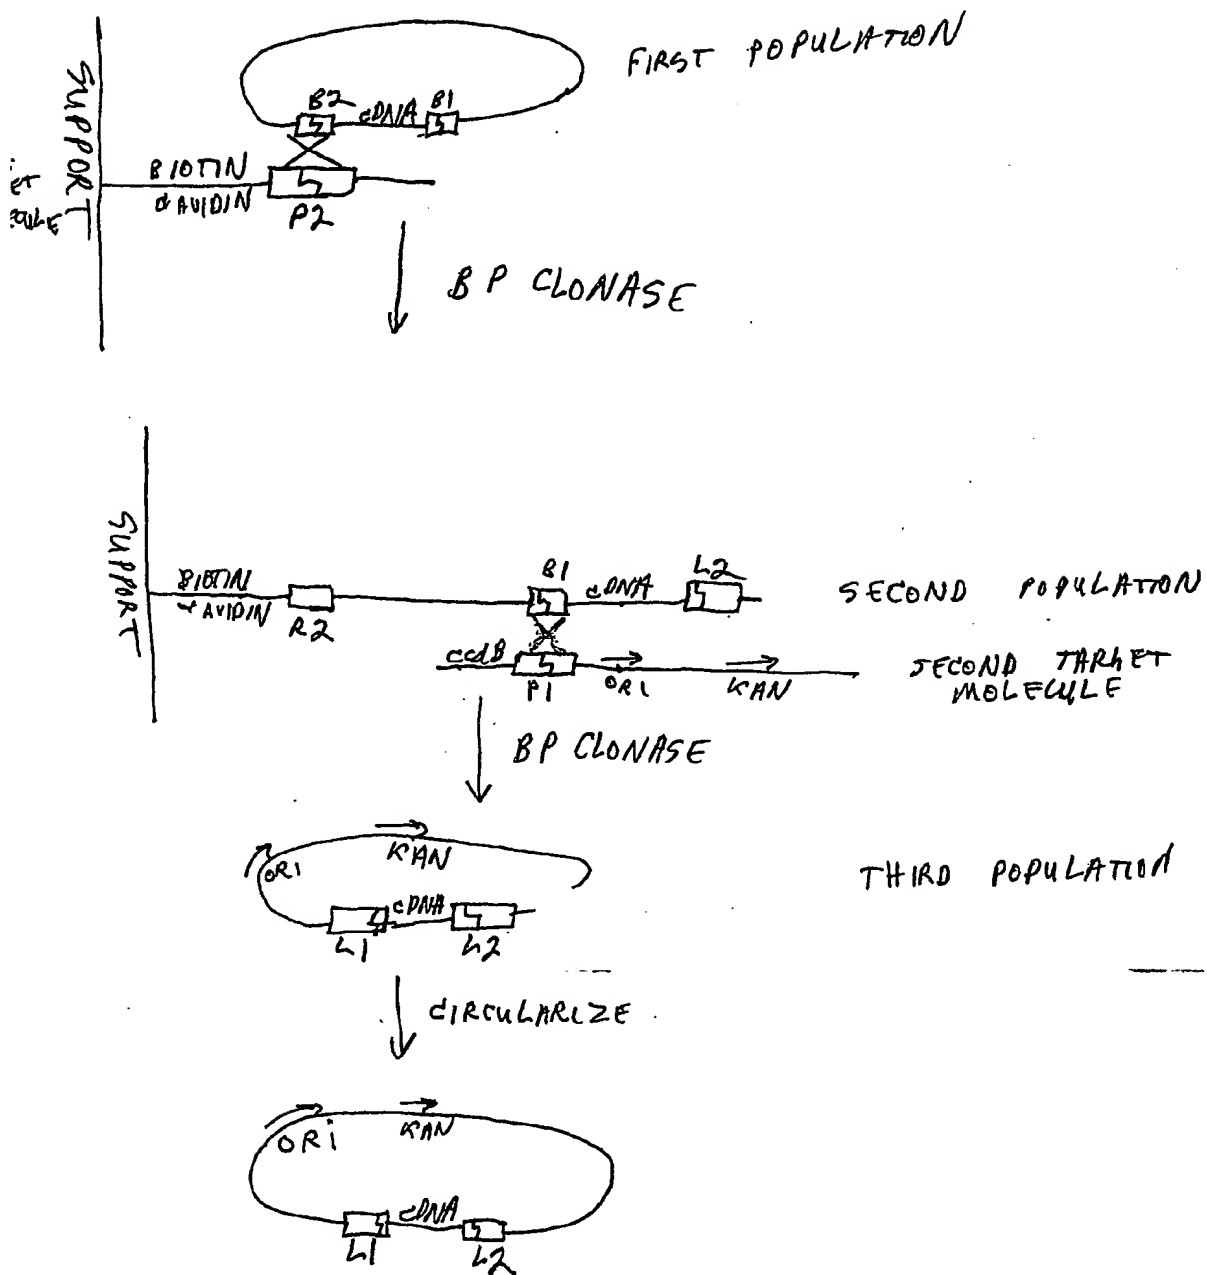 FIRST POPULATION
B2 cDNA B1
SUPPORT
BIOTIN
AVIDIN
P2
ET
BP CLONASE
SUPPORT
BIOTIN
AVIDIN
R2
B1 cDNA L2
SECOND POPULATION
ccdB P1 ORI KAN
SECOND TARGET
MOLECULE
BP CLONASE
ORI KAN
THIRD POPULATION
L1 cDNA L2
CIRCULARIZE
ORi KAN
L1 cDNA L2